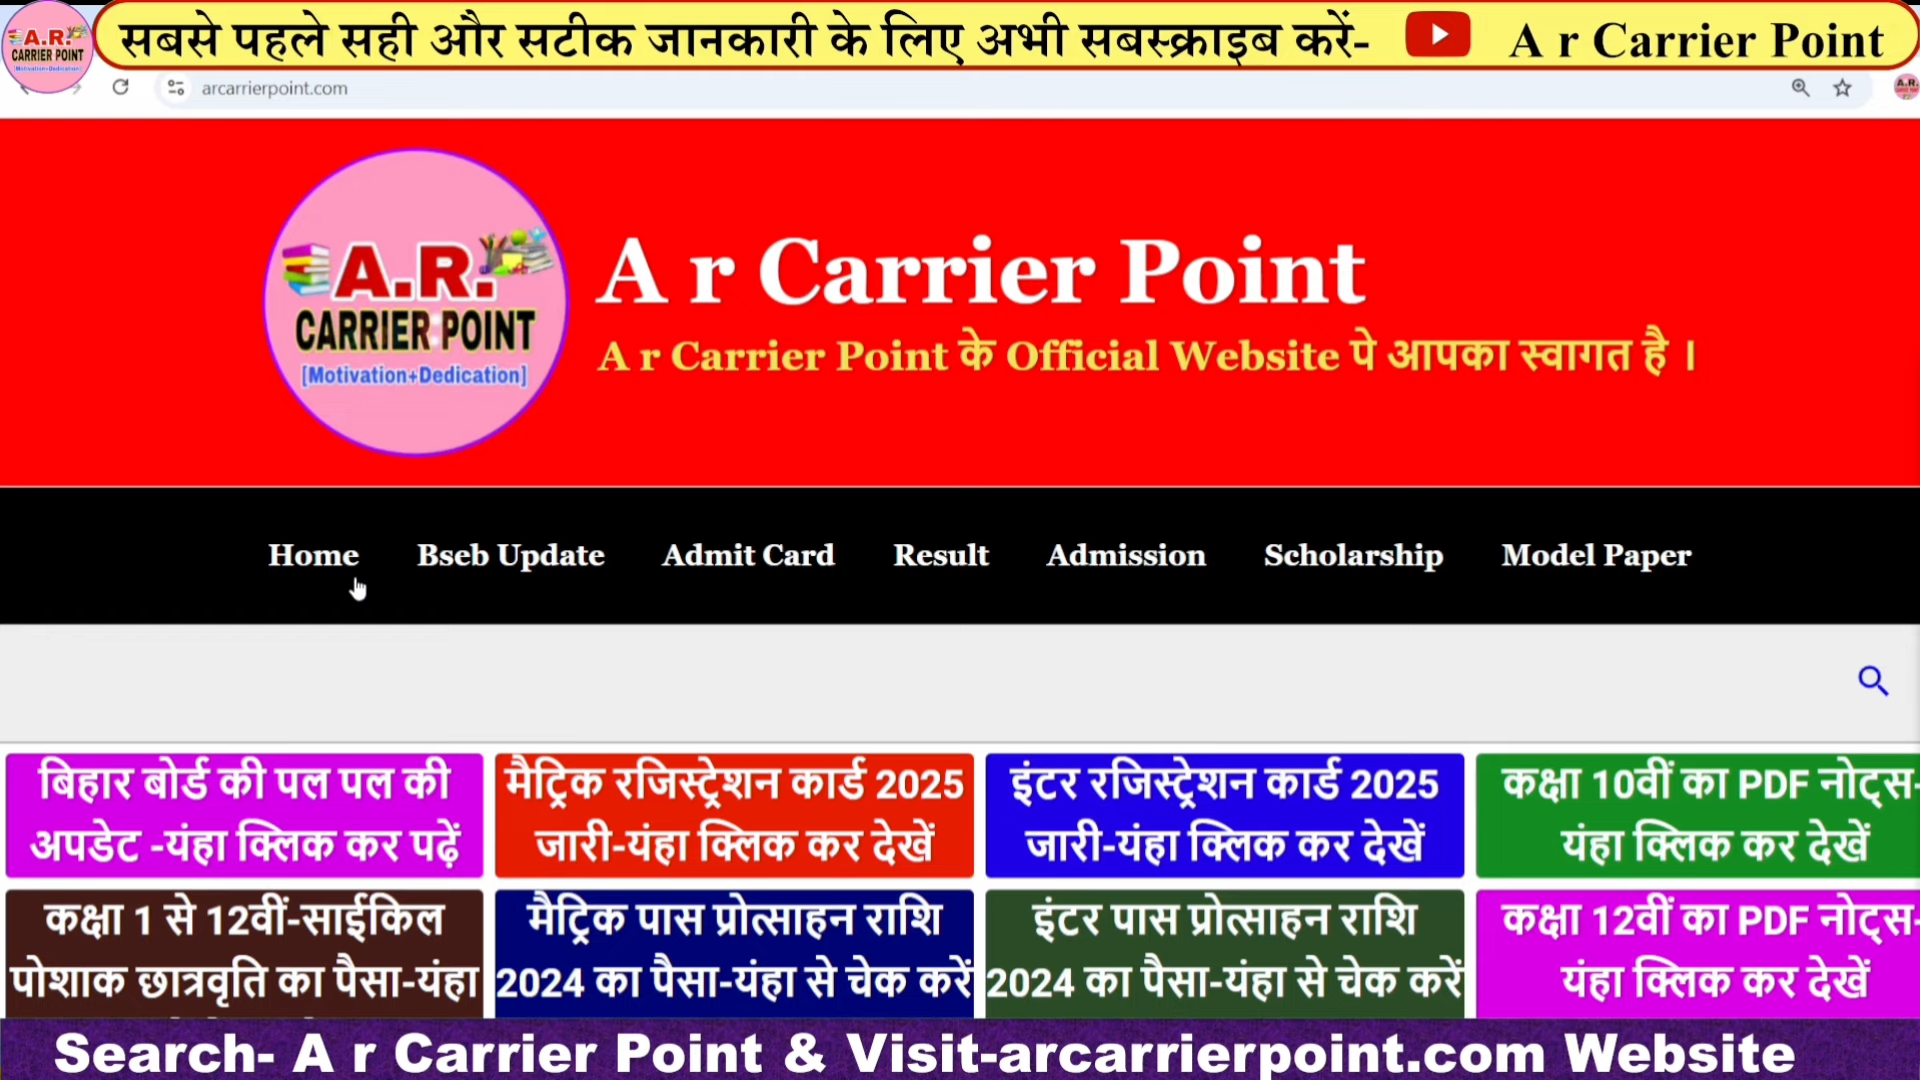 A.R.
CARRIER POINT
[Motivation+Dedication]
सबसे पहले सही और सटीक जानकारी के लिए अभी सबस्क्राइब करें-
A r Carrier Point
arcarrierpoint.com
A.R.
CARRIER POINT
[Motivation+Dedication]
A r Carrier Point
A r Carrier Point के Official Website पे आपका स्वागत है ।
Home
Bseb Update
Admit Card
Result
Admission
Scholarship
Model Paper
बिहार बोर्ड की पल पल की
अपडेट -यंहा क्लिक कर पढ़ें
मैट्रिक रजिस्ट्रेशन कार्ड 2025
जारी-यंहा क्लिक कर देखें
इंटर रजिस्ट्रेशन कार्ड 2025
जारी-यंहा क्लिक कर देखें
कक्षा 10वीं का PDF नोट्स-
यंहा क्लिक कर देखें
कक्षा 1 से 12वीं-साईकिल
पोशाक छात्रवृति का पैसा-यंहा
मैट्रिक पास प्रोत्साहन राशि
2024 का पैसा-यंहा से चेक करें
इंटर पास प्रोत्साहन राशि
2024 का पैसा-यंहा से चेक करें
कक्षा 12वीं का PDF नोट्स-
यंहा क्लिक कर देखें
Search- A r Carrier Point & Visit-arcarrierpoint.com Website